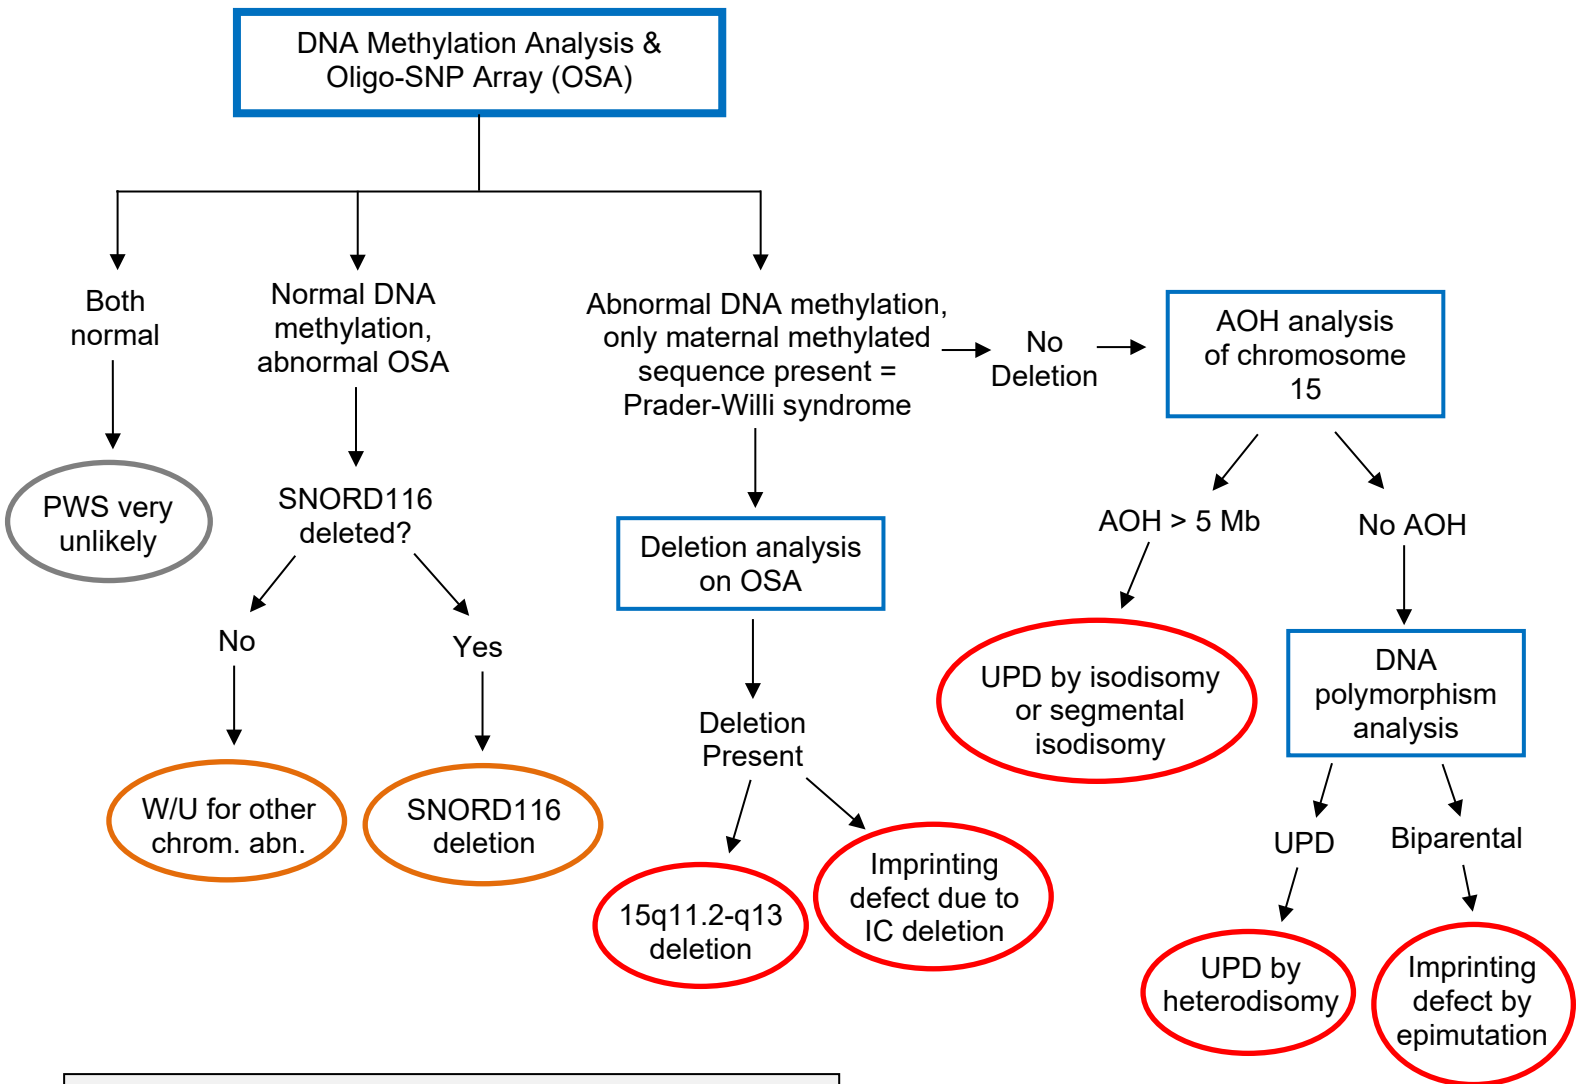 DNA Methylation Analysis &
Oligo-SNP Array (OSA)
Both
normal
PWS very
unlikely
Normal DNA
methylation,
abnormal OSA
SNORD116
deleted?
No
W/U for other
chrom. abn.
Yes
SNORD116
deletion
Abnormal DNA methylation,
only maternal methylated
sequence present =
Prader-Willi syndrome
Deletion analysis
on OSA
Deletion
Present
15q11.2-q13
deletion
Imprinting
defect due to
IC deletion
No
Deletion
AOH analysis
of chromosome
15
AOH > 5 Mb
UPD by isodisomy
or segmental
isodisomy
No AOH
DNA
polymorphism
analysis
UPD
UPD by
heterodisomy
Biparental
Imprinting
defect by
epimutation